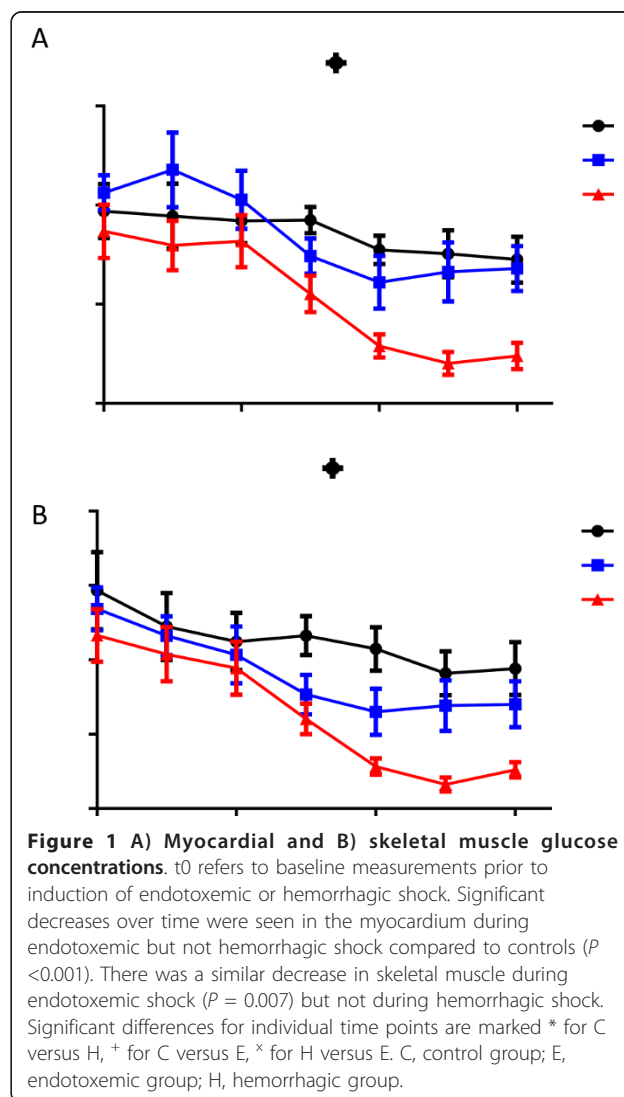 A
B
Figure 1 A) Myocardial and B) skeletal muscle glucose
concentrations. t0 refers to baseline measurements prior to
induction of endotoxemic or hemorrhagic shock. Significant
decreases over time were seen in the myocardium during
endotoxemic but not hemorrhagic shock compared to controls (P
<0.001). There was a similar decrease in skeletal muscle during
endotoxemic shock (P = 0.007) but not during hemorrhagic shock.
Significant differences for individual time points are marked * for C
versus H, + for C versus E, x for H versus E. C, control group; E,
endotoxemic group; H, hemorrhagic group.